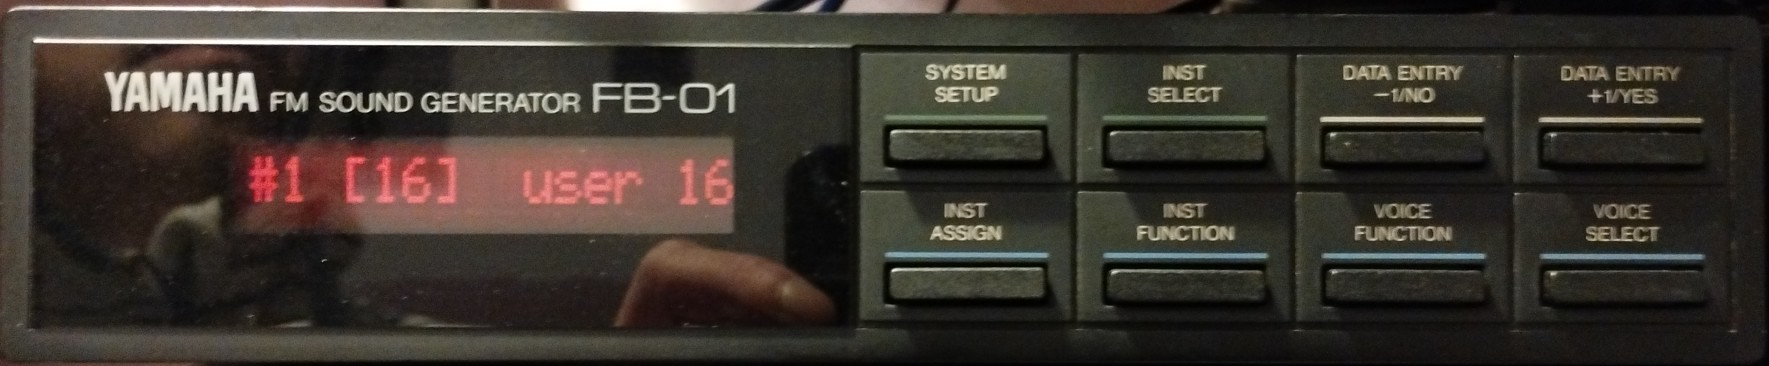 YAMAHA FM SOUND GENERATOR FB-01
#1 [16] user 16
SYSTEM
SETUP
INST
SELECT
DATA ENTRY
−1/NO
DATA ENTRY
+1/YES
INST
ASSIGN
INST
FUNCTION
VOICE
FUNCTION
VOICE
SELECT